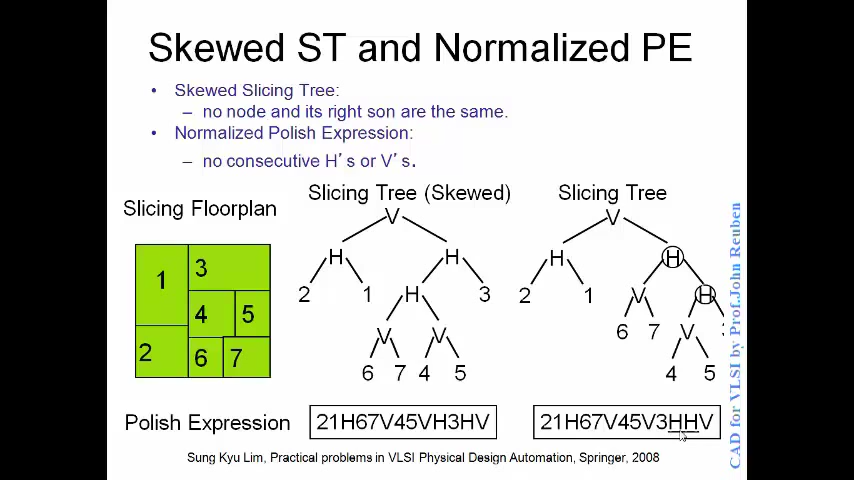 Skewed ST and Normalized PE
• Skewed Slicing Tree:
– no node and its right son are the same.
• Normalized Polish Expression:
– no consecutive H's or V's.
Slicing Floorplan
1
3
4
5
2
6
7
Slicing Tree (Skewed)
V
H
H
2
1
H
3
V
V
6
7
4
5
Slicing Tree
V
H
H
2
1
V
H
6
7
V
4
5
Polish Expression
21H67V45VH3HV
21H67V45V3HHV
Sung Kyu Lim, Practical problems in VLSI Physical Design Automation, Springer, 2008
CAD for VLSI by Prof.John Reuben